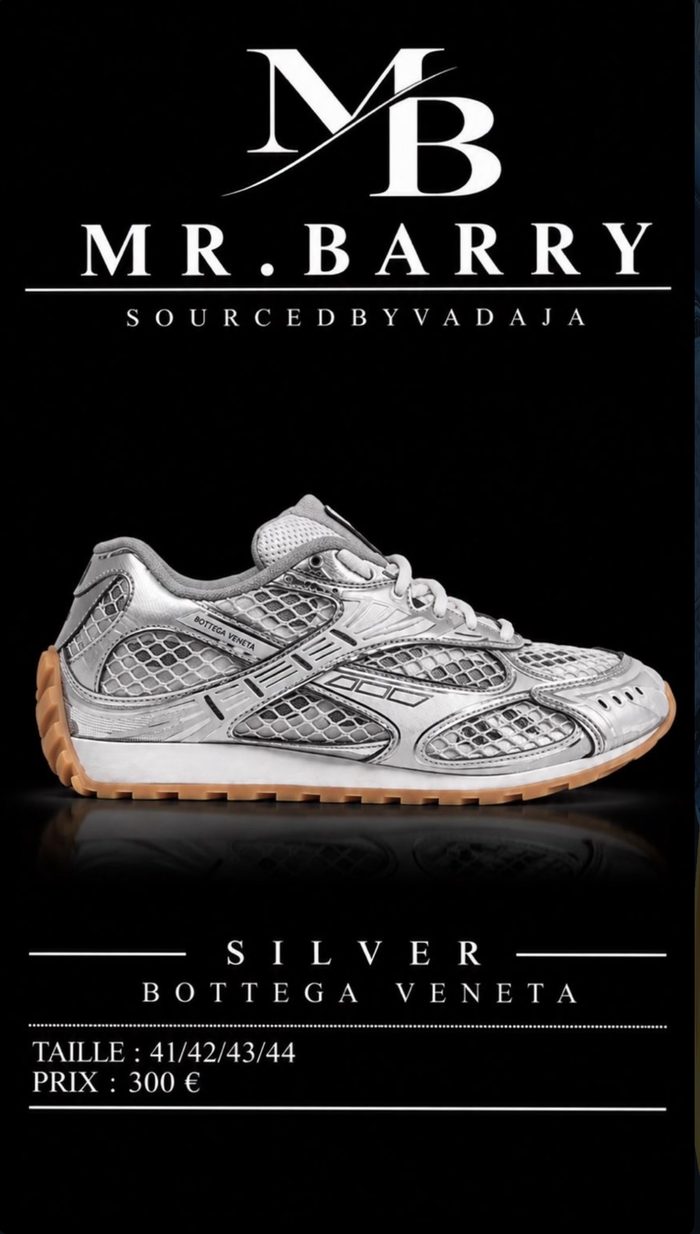 MB
MR.BARRY
SOURCEDBYVADAJA
BOTTEGA VENETA
SILVER
BOTTEGA VENETA
TAILLE : 41/42/43/44
PRIX : 300 €